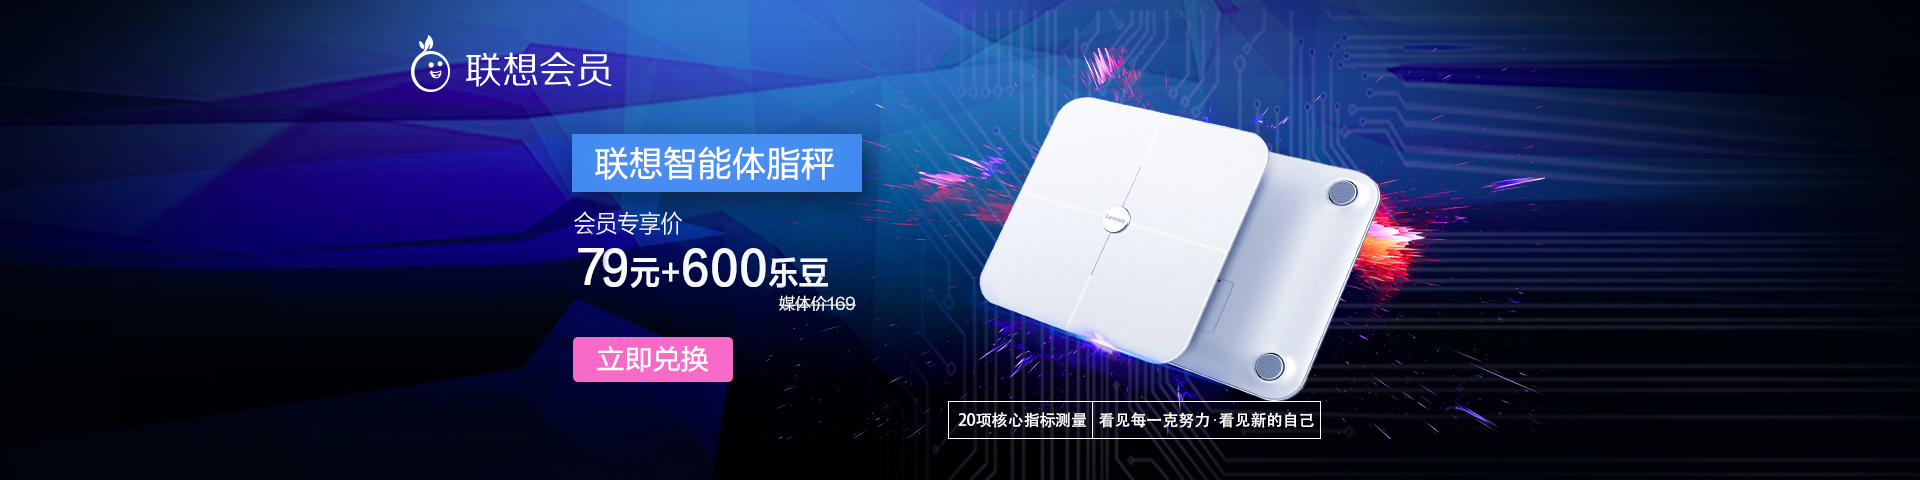 联想会员
联想智能体脂秤
会员专享价
79元+600乐豆
媒体价169
立即兑换
Lenovo
20项核心指标测量
看见每一克努力·看见新的自己